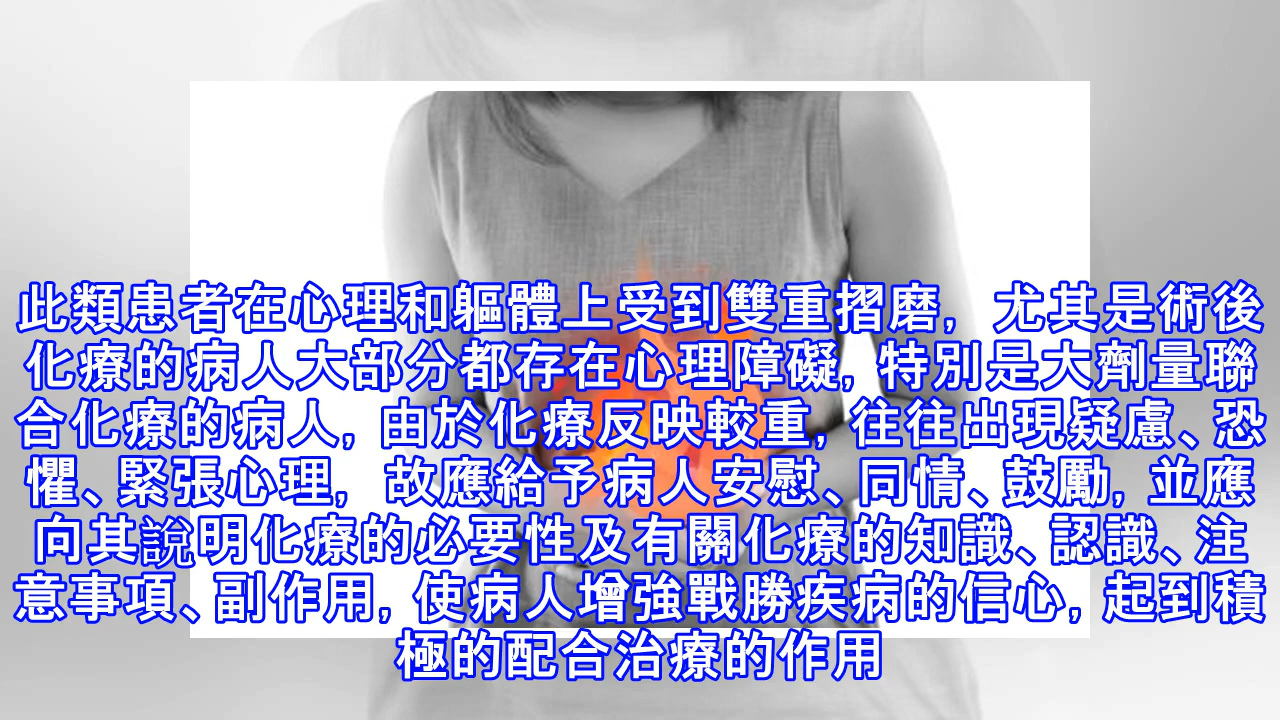 此類患者在心理和軀體上受到雙重摺磨, 尤其是術後
化療的病人大部分都存在心理障礙, 特別是大劑量聯
合化療的病人, 由於化療反映較重, 往往出現疑慮、恐
懼、緊張心理, 故應給予病人安慰、同情、鼓勵, 並應
向其說明化療的必要性及有關化療的知識、認識、注
意事項、副作用, 使病人增強戰勝疾病的信心, 起到積
極的配合治療的作用